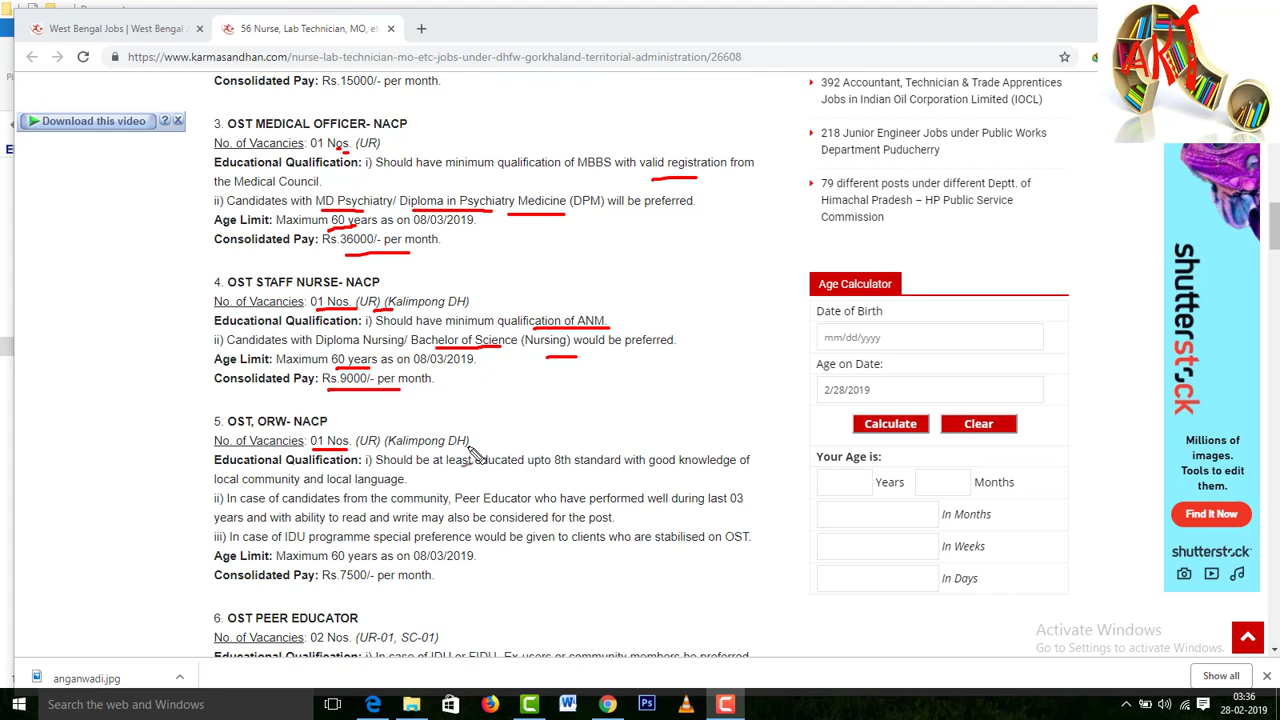 West Bengal Jobs | West Bengal
56 Nurse, Lab Technician, MO, et
https://www.karmasandhan.com/nurse-lab-technician-mo-etc-jobs-under-dhfw-gorkhaland-territorial-administration/26608
ART
Consolidated Pay: Rs.15000/- per month.
Download this video
3. OST MEDICAL OFFICER- NACP
No. of Vacancies: 01 Nos. (UR)
Educational Qualification: i) Should have minimum qualification of MBBS with valid registration from
the Medical Council.
ii) Candidates with MD Psychiatry/ Diploma in Psychiatry Medicine (DPM) will be preferred.
Age Limit: Maximum 60 years as on 08/03/2019.
Consolidated Pay: Rs.36000/- per month.
4. OST STAFF NURSE- NACP
No. of Vacancies: 01 Nos. (UR) (Kalimpong DH)
Educational Qualification: i) Should have minimum qualification of ANM.
ii) Candidates with Diploma Nursing/ Bachelor of Science (Nursing) would be preferred.
Age Limit: Maximum 60 years as on 08/03/2019.
Consolidated Pay: Rs.9000/- per month.
5. OST, ORW- NACP
No. of Vacancies: 01 Nos. (UR) (Kalimpong DH)
Educational Qualification: i) Should be at least educated upto 8th standard with good knowledge of
local community and local language.
ii) In case of candidates from the community, Peer Educator who have performed well during last 03
years and with ability to read and write may also be considered for the post.
iii) In case of IDU programme special preference would be given to clients who are stabilised on OST.
Age Limit: Maximum 60 years as on 08/03/2019.
Consolidated Pay: Rs.7500/- per month.
6. OST PEER EDUCATOR
No. of Vacancies: 02 Nos. (UR-01, SC-01)
Educational Qualification: i) In case of IDU or FIDU, Ex-users or community members be preferred
392 Accountant, Technician & Trade Apprentices
Jobs in Indian Oil Corporation Limited (IOCL)
218 Junior Engineer Jobs under Public Works
Department Puducherry
79 different posts under different Deptt. of
Himachal Pradesh – HP Public Service
Commission
Age Calculator
Date of Birth
mm/dd/yyyy
Age on Date:
2/28/2019
Calculate
Clear
Your Age is:
Years
Months
In Months
In Weeks
In Days
shutterstock
Millions of
images.
Tools to edit
them.
Find It Now
shutterstock
Activate Windows
Go to Settings to activate Windows.
anganwadi.jpg
Show all
Search the web and Windows
03:36
28-02-2019